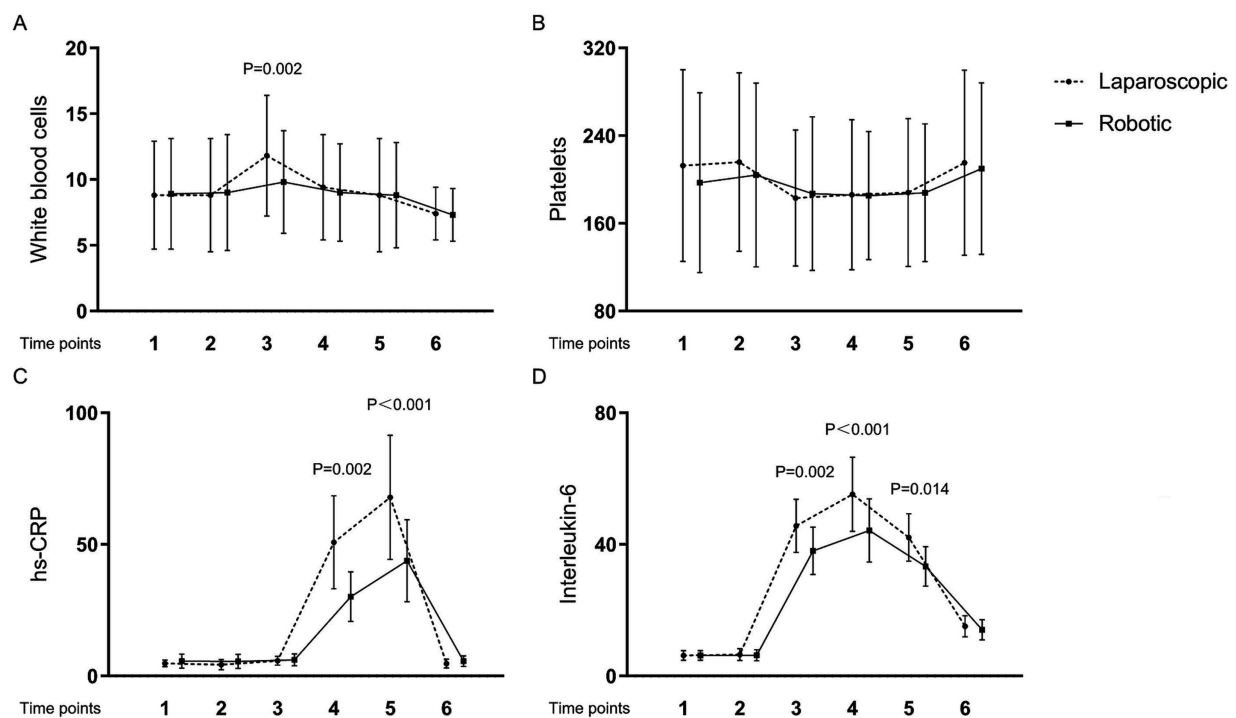 A
White blood cells
20
15
10
5
0
P=0.002
Time points 1 2 3 4 5 6
B
Platelets
320
240
160
80
Time points 1 2 3 4 5 6
Laparoscopic
Robotic
C
hs-CRP
100
50
0
P<0.001
P=0.002
Time points 1 2 3 4 5 6
D
Interleukin-6
80
40
0
P<0.001
P=0.002
P=0.014
Time points 1 2 3 4 5 6